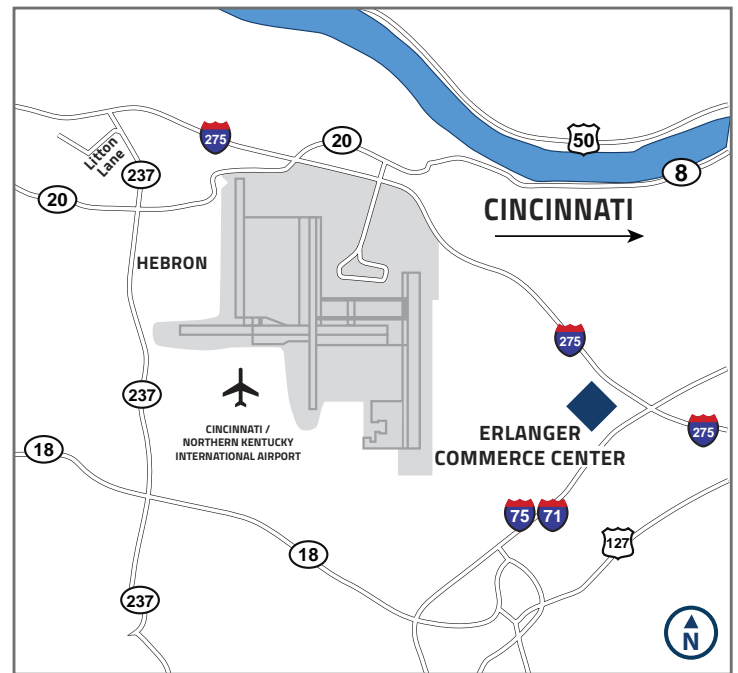 275
20
50
Litton
Lane
237
8
20
CINCINNATI
HEBRON
275
237
CINCINNATI /
NORTHERN KENTUCKY
INTERNATIONAL AIRPORT
ERLANGER
COMMERCE CENTER
275
18
75 71
127
18
237
N